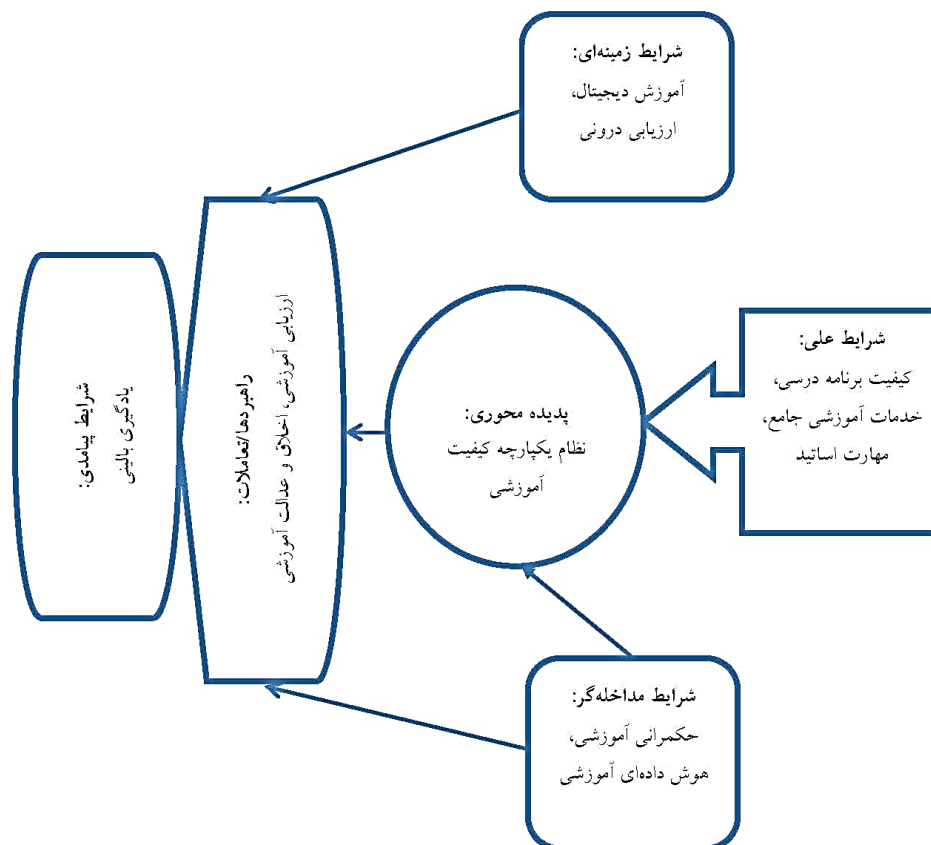 شرایط زمینه‌ای:
آموزش دیجیتال،
ارزیابی درونی
شرایط علی:
کیفیت برنامه درسی،
خدمات آموزشی جامع،
مهارت اساتید
پدیده محوری:
نظام یکپارچه کیفیت
آموزشی
راهبردها/تعاملات:
ارزیابی آموزشی، اخلاق و عدالت آموزشی
شرایط پیامدی:
یادگیری بالینی
شرایط مداخله‌گر:
حکمرانی آموزشی،
هوش داده‌ای آموزشی